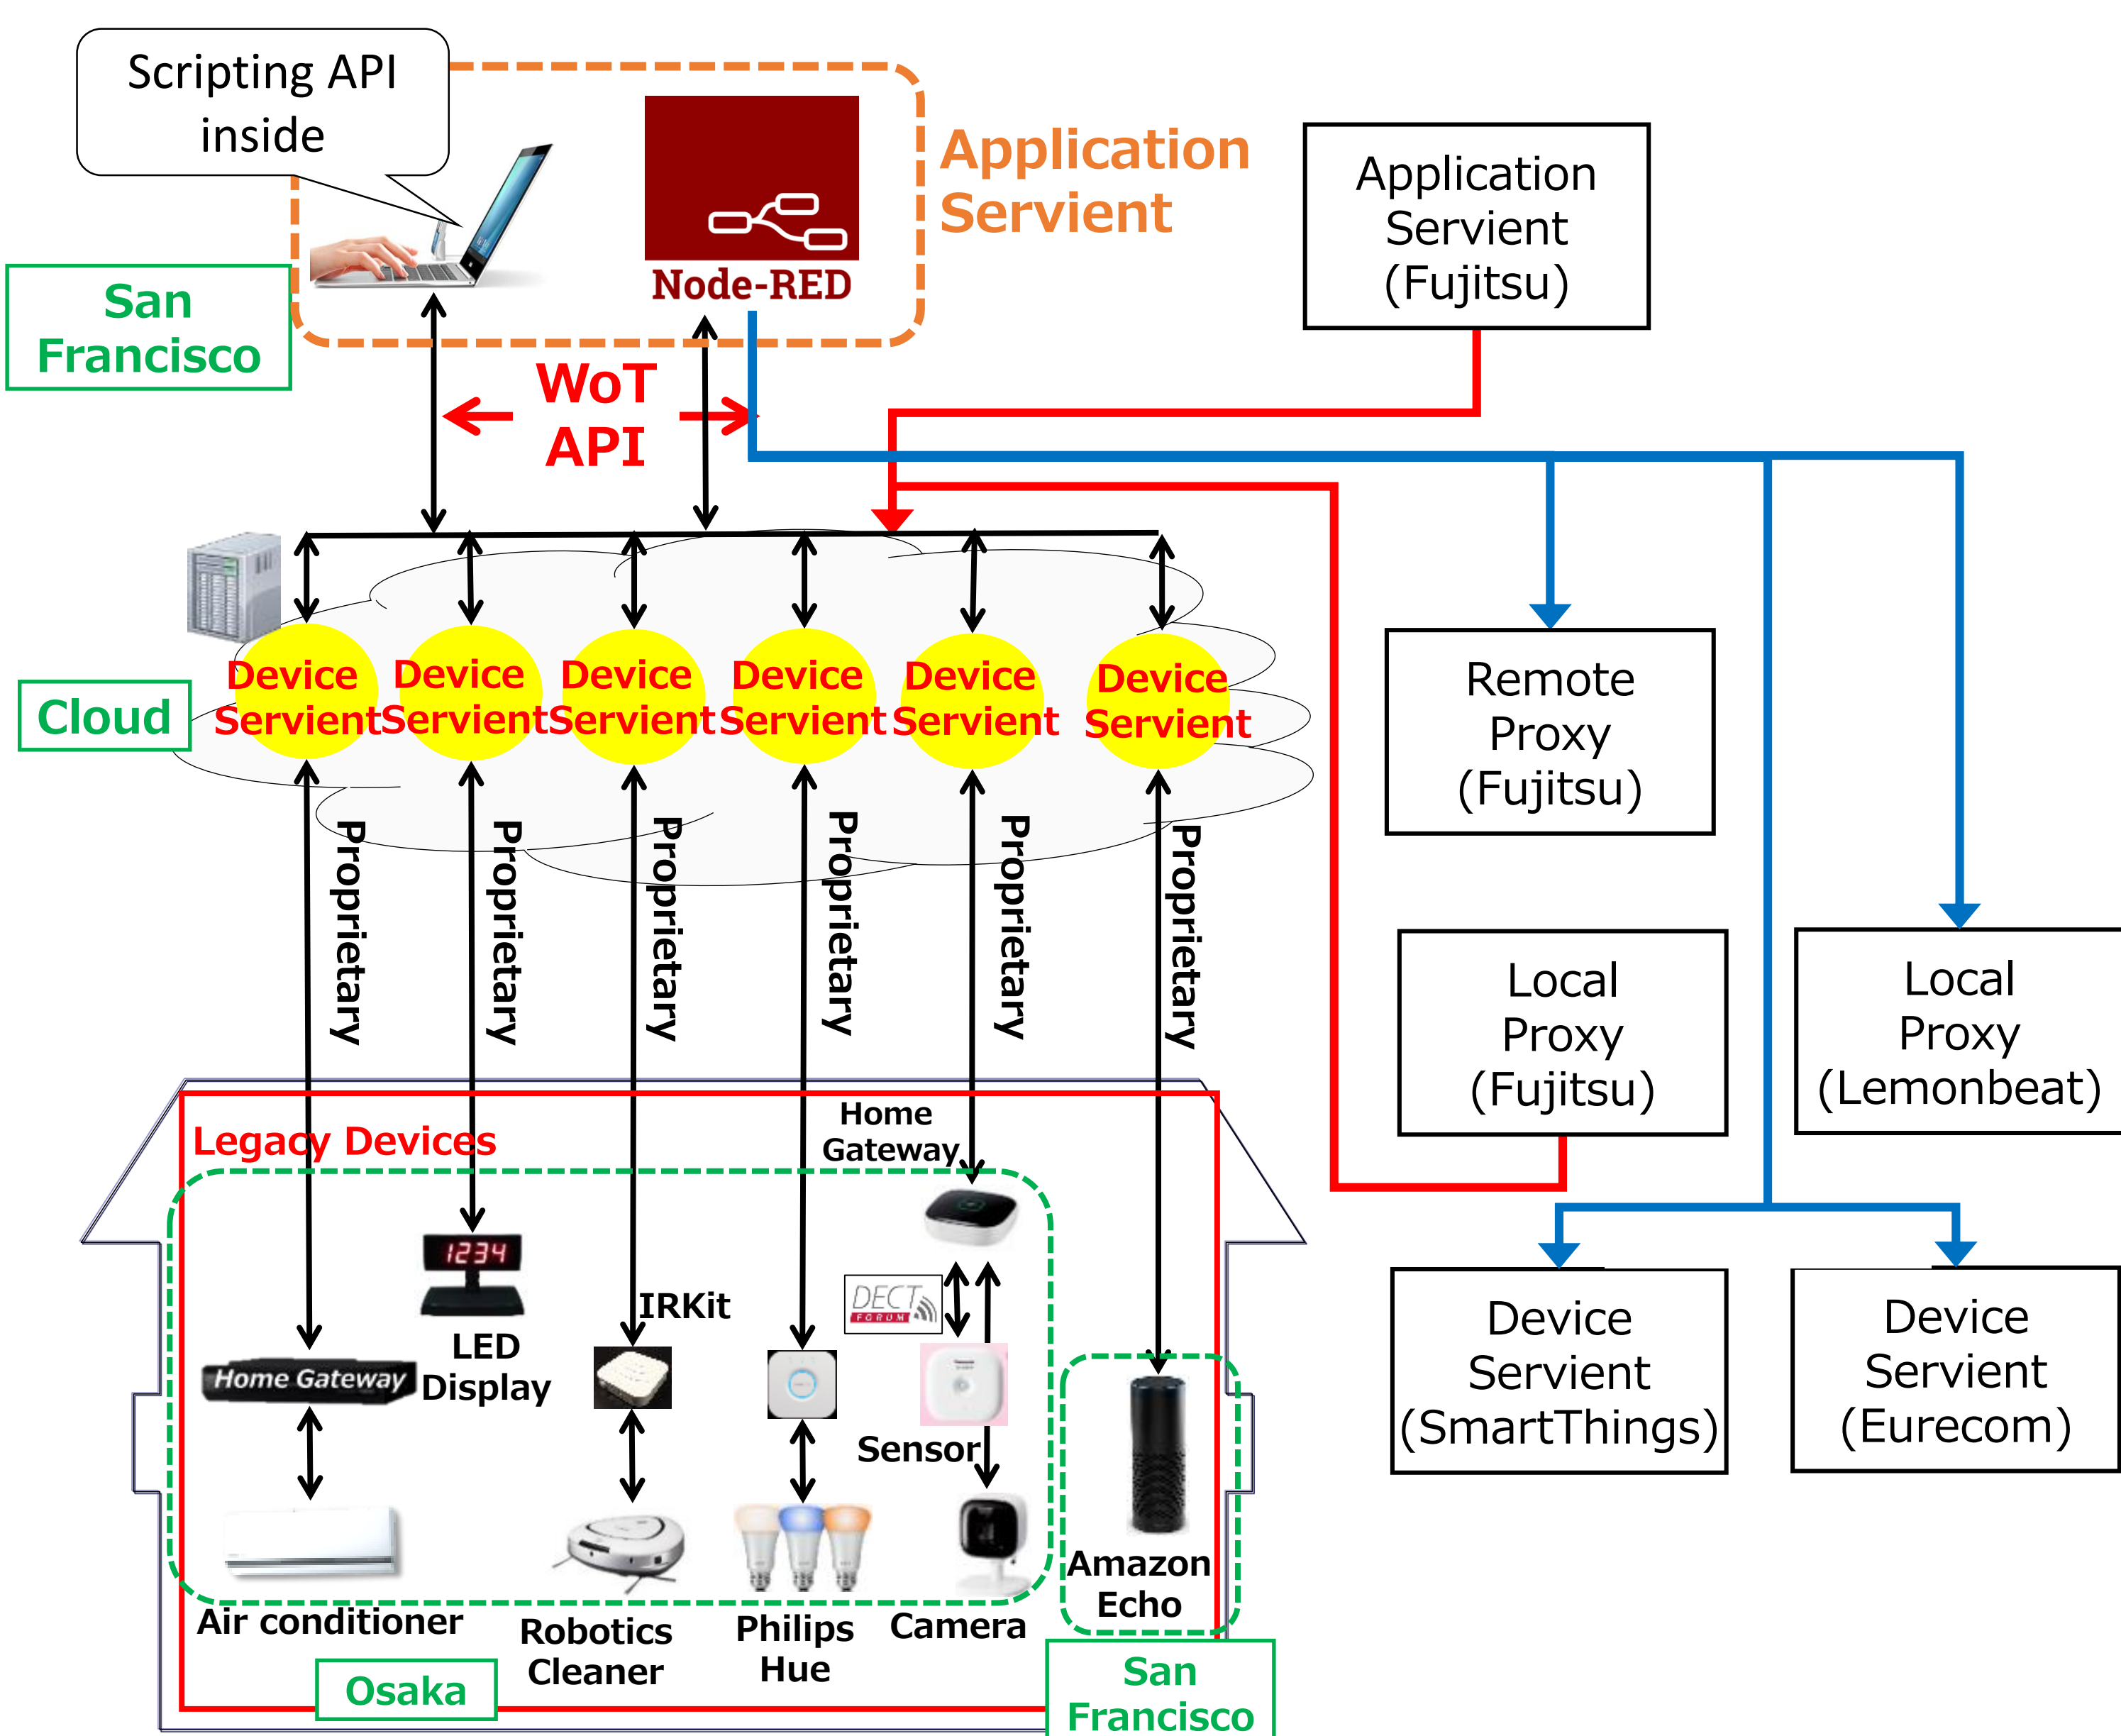 Scripting API
inside
Node-RED
Application
Servient
San
Francisco
WoT
API
Application
Servient
(Fujitsu)
Cloud
Device
Servient
Device
Servient
Device
Servient
Device
Servient
Device
Servient
Device
Servient
Remote
Proxy
(Fujitsu)
Proprietary
Proprietary
Proprietary
Proprietary
Proprietary
Proprietary
Local
Proxy
(Fujitsu)
Local
Proxy
(Lemonbeat)
Legacy Devices
Home
Gateway
1234
LED
Display
IRKit
DECT
FORUM
Home Gateway
Sensor
Air conditioner
Robotics
Cleaner
Philips
Hue
Camera
Amazon
Echo
Osaka
San
Francisco
Device
Servient
(SmartThings)
Device
Servient
(Eurecom)